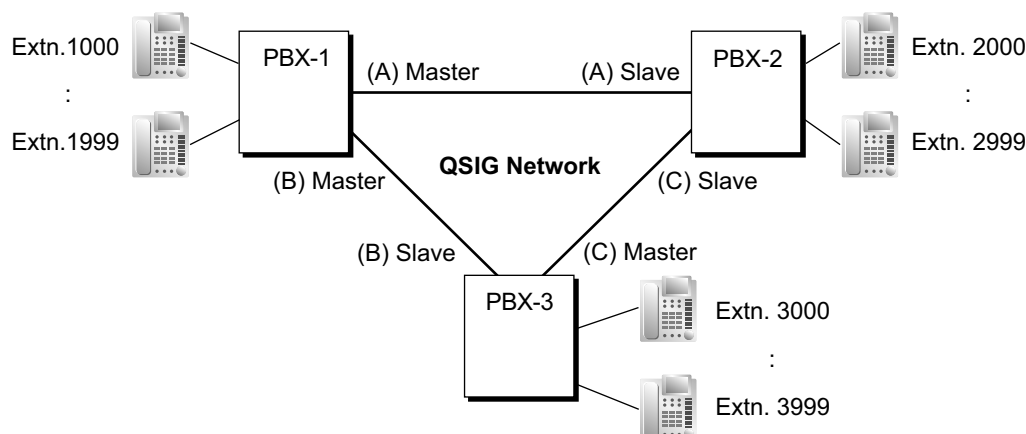 Extn.1000
:
Extn.1999
PBX-1
(A) Master
(A) Slave
PBX-2
Extn. 2000
:
Extn. 2999
QSIG Network
(B) Master
(C) Slave
(B) Slave
(C) Master
PBX-3
Extn. 3000
:
Extn. 3999